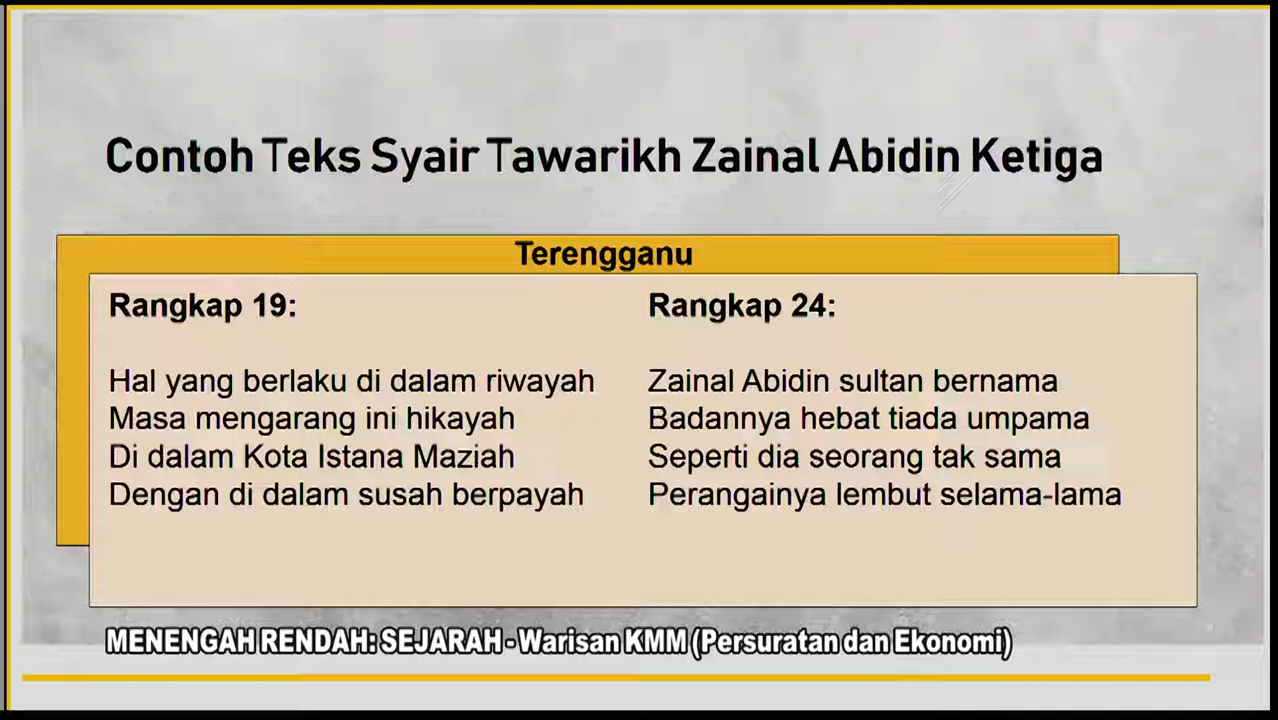 Contoh Teks Syair Tawarikh Zainal Abidin Ketiga
Terengganu
Rangkap 19:
Hal yang berlaku di dalam riwayah
Masa mengarang ini hikayah
Di dalam Kota Istana Maziah
Dengan di dalam susah berpayah
Rangkap 24:
Zainal Abidin sultan bernama
Badannya hebat tiada umpama
Seperti dia seorang tak sama
Perangainya lembut selama-lama
MENENGAH RENDAH: SEJARAH - Warisan KMM (Persuratan dan Ekonomi)